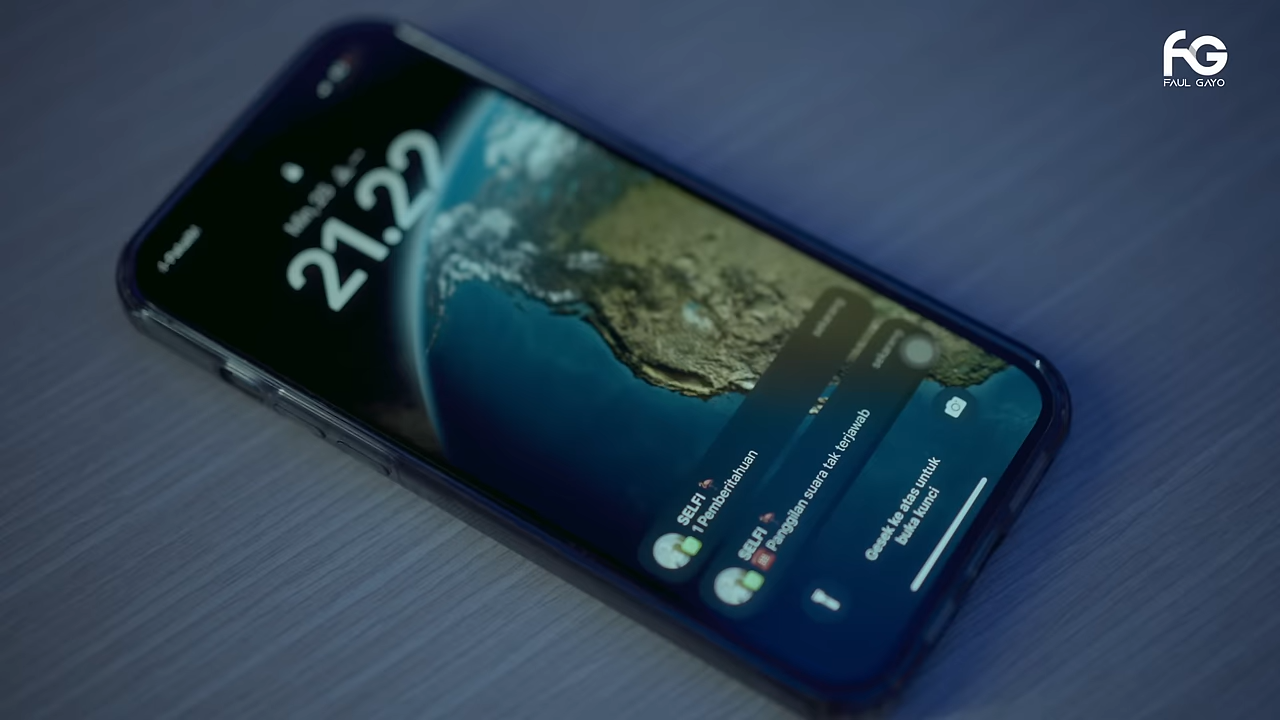 FG
FAUL GAYO
21.22
SELFI
1 Pemberitahuan
SELFI
Panggilan suara tak terjawab
Gesek ke atas untuk
buka kunci